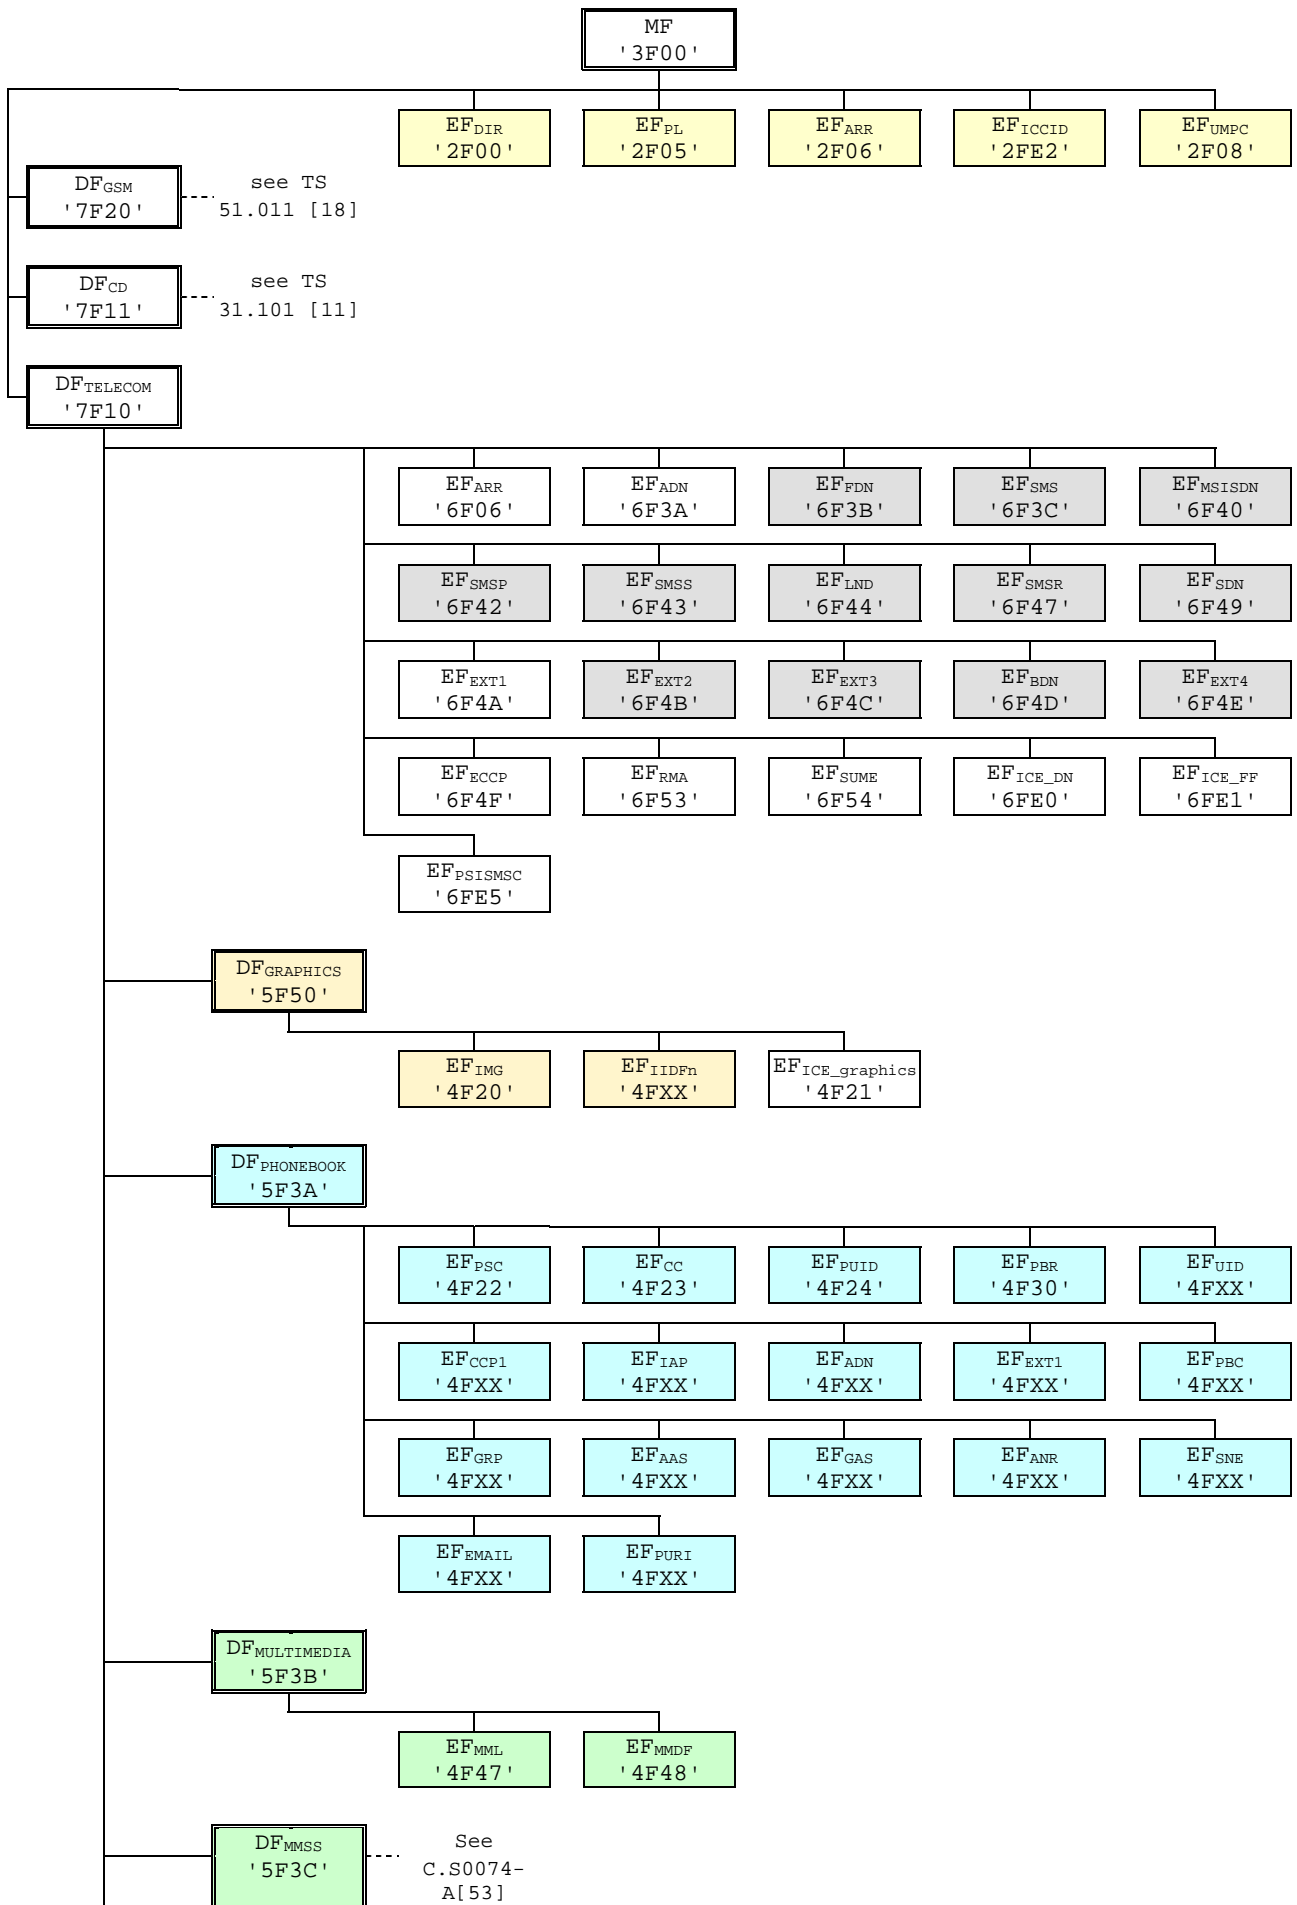 MF
'3F00'
EFDIR
'2F00'
EFPL
'2F05'
EFARR
'2F06'
EFICCID
'2FE2'
EFUMPC
'2F08'
DFGSM
'7F20'
see TS
51.011 [18]
DFCD
'7F11'
see TS
31.101 [11]
DFTELECOM
'7F10'
EFARR
'6F06'
EFADN
'6F3A'
EFFDN
'6F3B'
EFSMS
'6F3C'
EFMSISDN
'6F40'
EFSMSP
'6F42'
EFSMSS
'6F43'
EFLND
'6F44'
EFSMSR
'6F47'
EFSDN
'6F49'
EFEXT1
'6F4A'
EFEXT2
'6F4B'
EFEXT3
'6F4C'
EFBDN
'6F4D'
EFEXT4
'6F4E'
EFECCP
'6F4F'
EFRMA
'6F53'
EFSUME
'6F54'
EFICE_DN
'6FE0'
EFICE_FF
'6FE1'
EFPSISMSC
'6FE5'
DFGRAPHICS
'5F50'
EFIMG
'4F20'
EFIIDFn
'4FXX'
EFICE_graphics
'4F21'
DFPHONEBOOK
'5F3A'
EFPSC
'4F22'
EFCC
'4F23'
EFPUID
'4F24'
EFPBR
'4F30'
EFUID
'4FXX'
EFCCP1
'4FXX'
EFIAP
'4FXX'
EFADN
'4FXX'
EFEXT1
'4FXX'
EFPBC
'4FXX'
EFGRP
'4FXX'
EFAAS
'4FXX'
EFGAS
'4FXX'
EFANR
'4FXX'
EFSNE
'4FXX'
EFEMAIL
'4FXX'
EFPURI
'4FXX'
DFMULTIMEDIA
'5F3B'
EFMML
'4F47'
EFMMDF
'4F48'
DFMMSS
'5F3C'
See
C.S0074-
A[53]